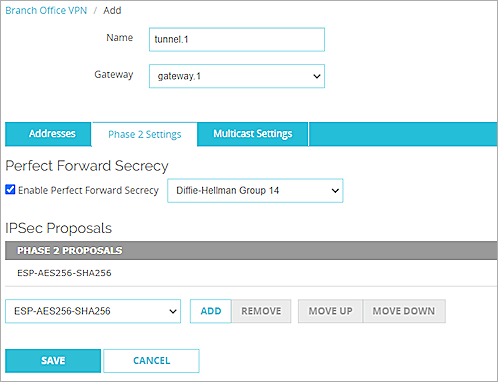 Branch Office VPN / Add
Name tunnel.1
Gateway gateway.1
Addresses Phase 2 Settings Multicast Settings
Perfect Forward Secrecy
Enable Perfect Forward Secrecy Diffie-Hellman Group 14
IPSec Proposals
PHASE 2 PROPOSALS
ESP-AES256-SHA256
ESP-AES256-SHA256 ADD REMOVE MOVE UP MOVE DOWN
SAVE CANCEL